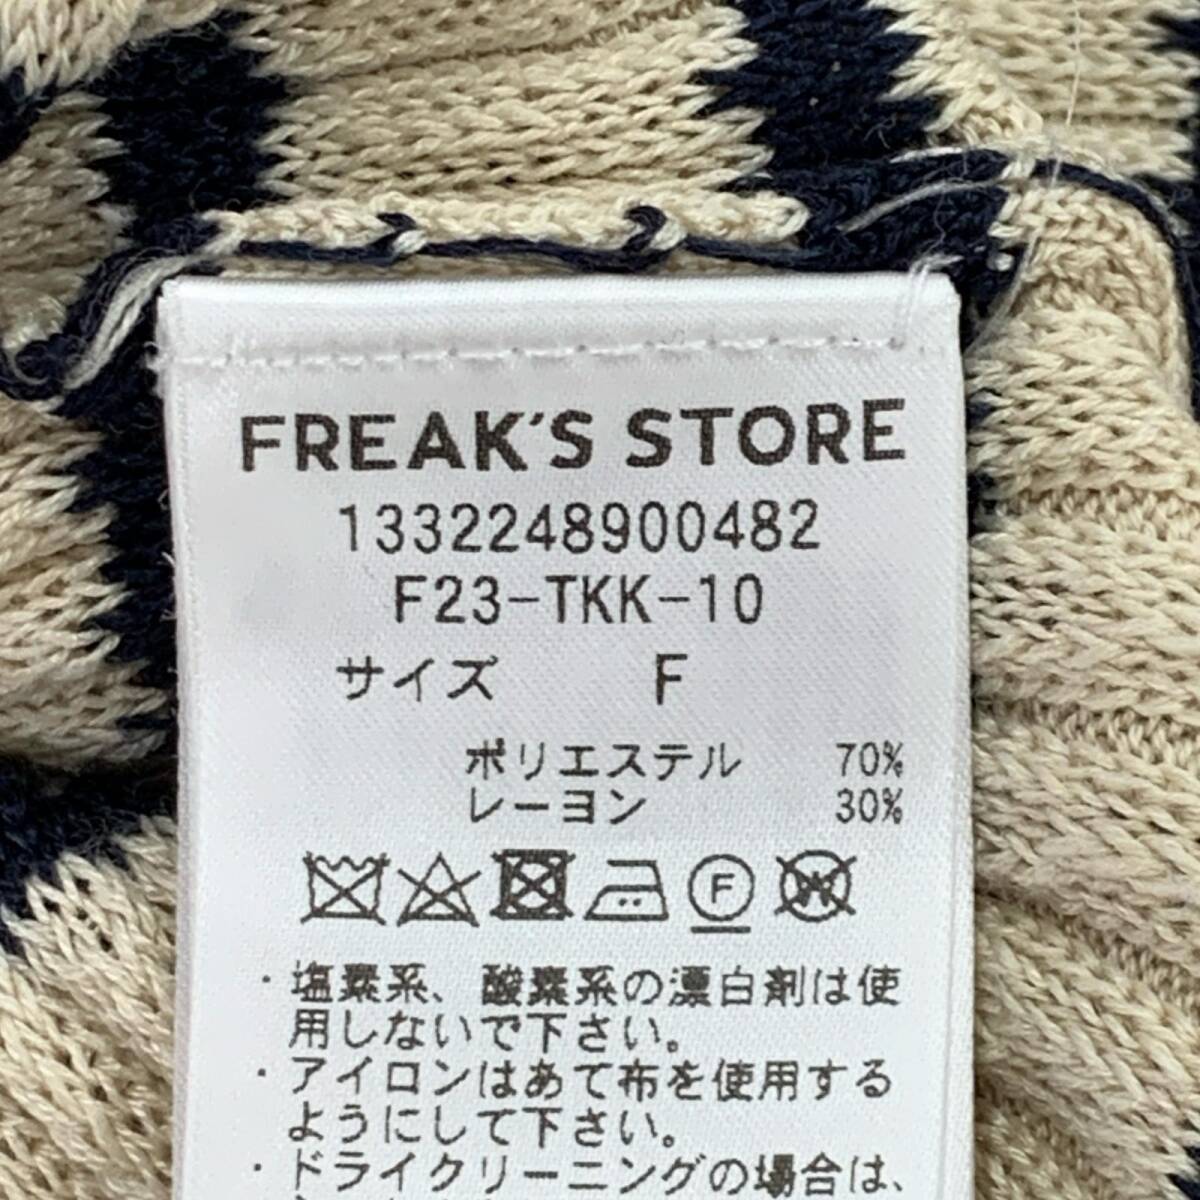 FREAK'S STORE
1332248900482
F23-TKK-10
サイズ F
ポリエステル 70%
レーヨン 30%
F
W
・塩素系、酸素系の漂白剤は使
用しないで下さい。
・アイロンはあて布を使用する
ようにして下さい。
・ドライクリーニングの場合は、